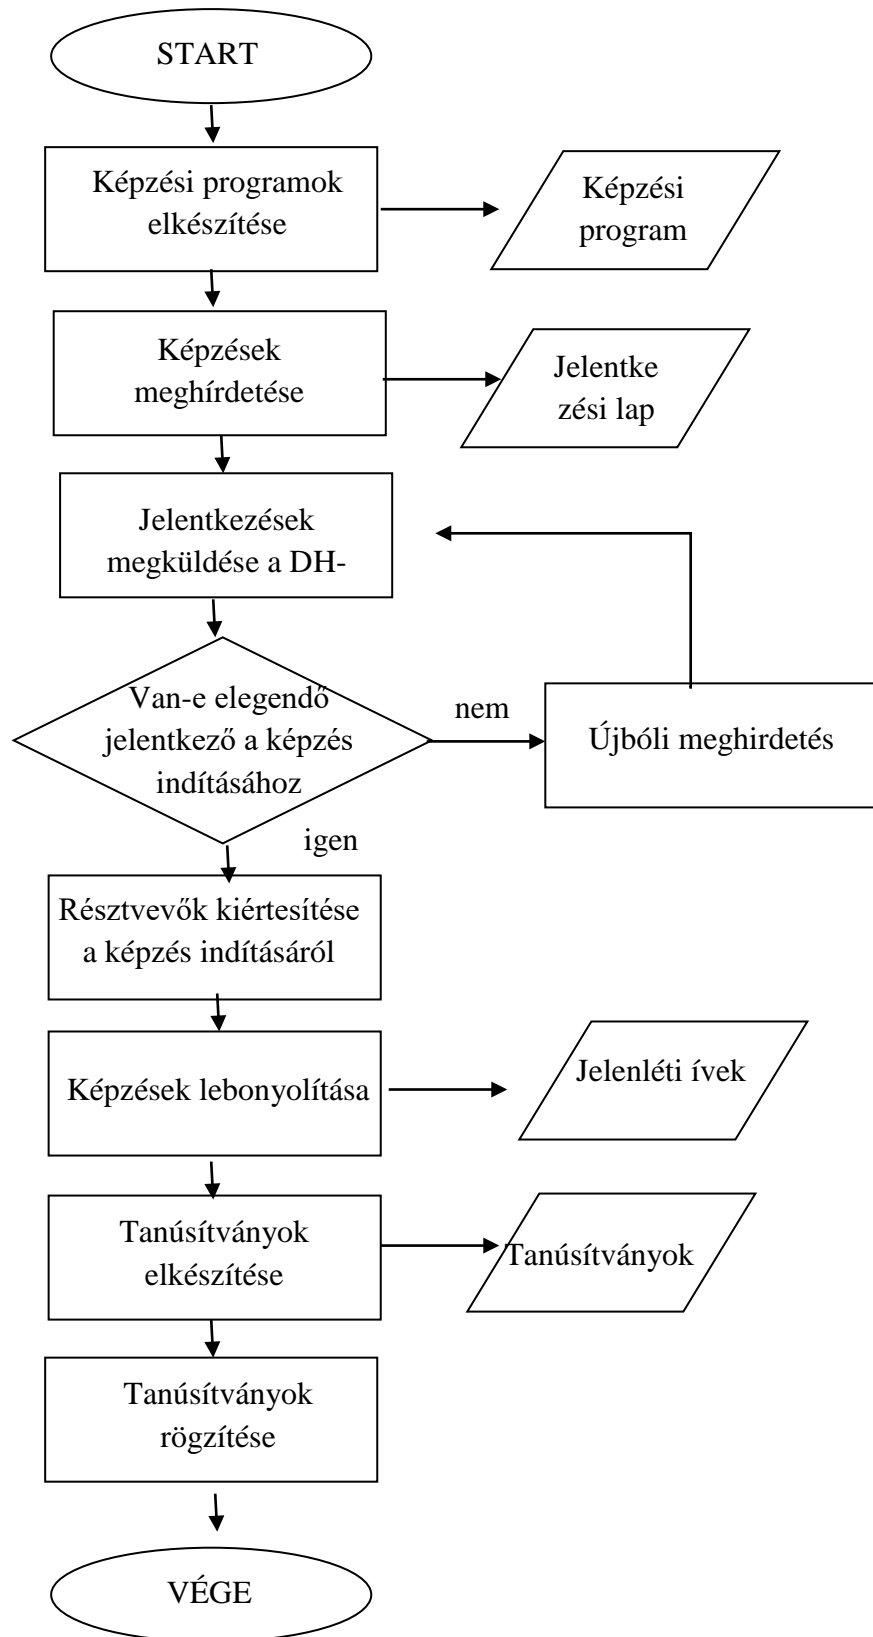 START
Képzési programok
elkészítése
Képzési
program
Képzések
meghírdetése
Jelentke
zési lap
Jelentkezések
megküldése a DH-
Van-e elegendő
jelentkező a képzés
indításához
nem
Újbóli meghirdetés
igen
Résztvevők kiértesítése
a képzés indításáról
Képzések lebonyolítása
Jelenléti ívek
Tanúsítványok
elkészítése
Tanúsítványok
Tanúsítványok
rögzítése
VÉGE